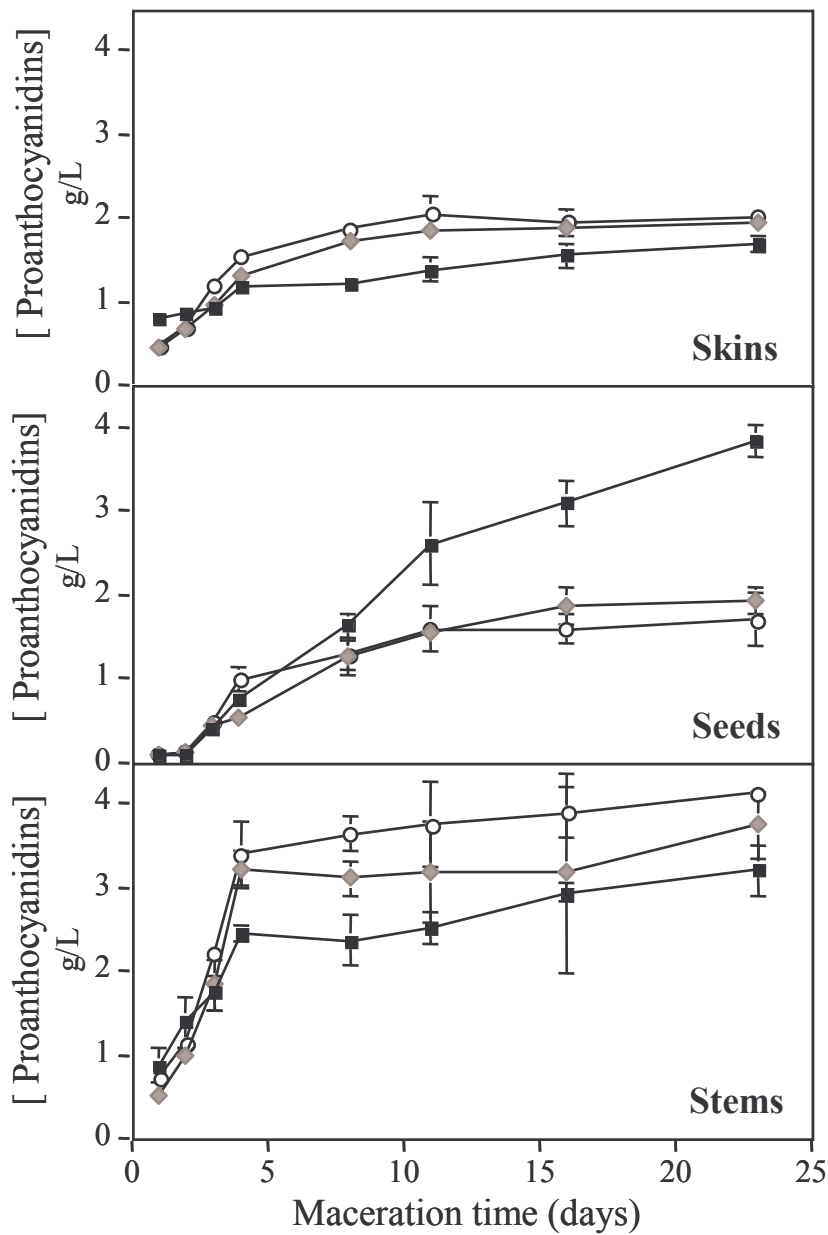 [ Proanthocyanidins]
g/L
4
3
2
1
0
Skins
[ Proanthocyanidins]
g/L
4
3
2
1
0
Seeds
[ Proanthocyanidins]
g/L
4
3
2
1
0
Stems
0 5 10 15 20 25
Maceration time (days)